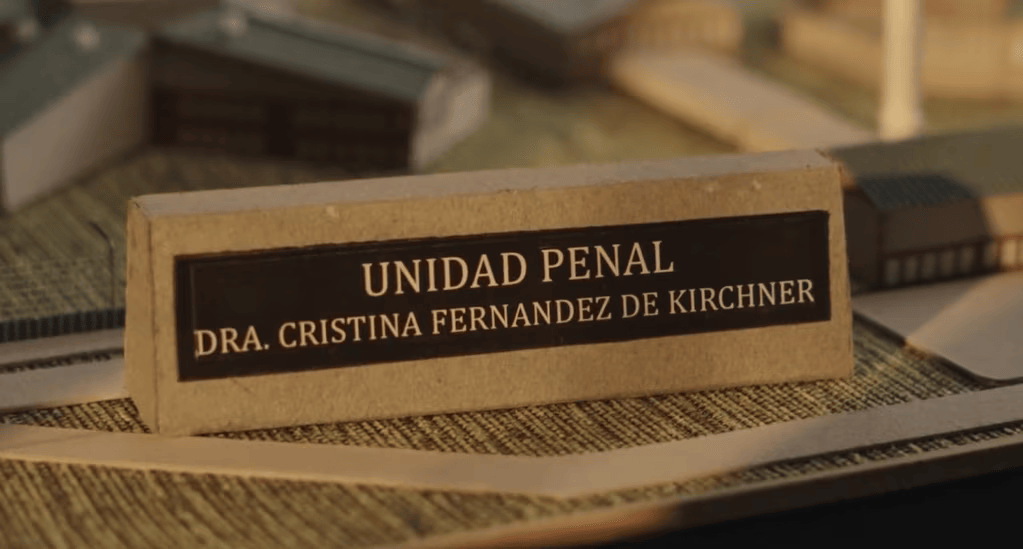 UNIDAD PENAL
DRA. CRISTINA FERNANDEZ DE KIRCHNER